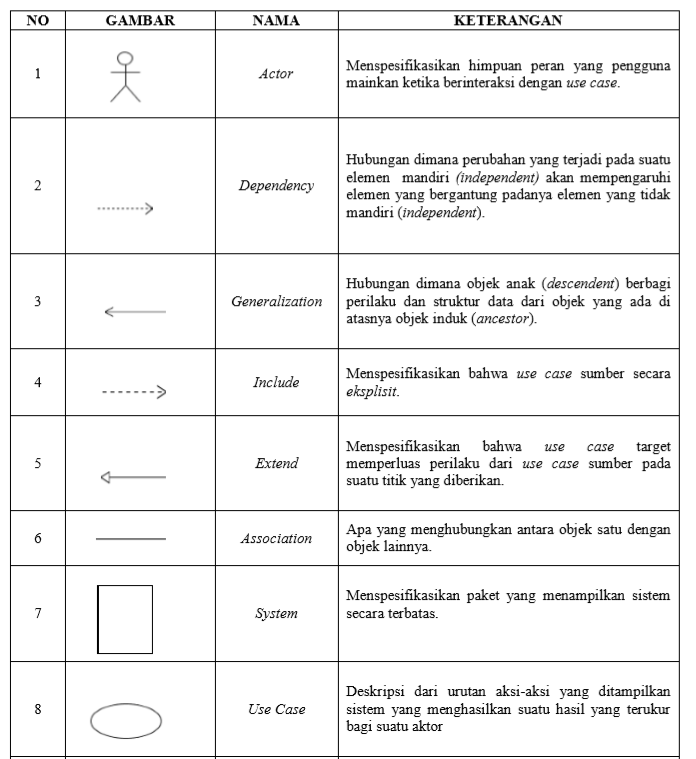 NO GAMBAR NAMA KETERANGAN
1 Actor Menspesifikasikan himpuan peran yang pengguna
mainkan ketika berinteraksi dengan use case.
2 Dependency Hubungan dimana perubahan yang terjadi pada suatu
elemen mandiri (independent) akan mempengaruhi
elemen yang bergantung padanya elemen yang tidak
mandiri (independent).
3 Generalization Hubungan dimana objek anak (descendent) berbagi
perilaku dan struktur data dari objek yang ada di
atasnya objek induk (ancestor).
4 Include Menspesifikasikan bahwa use case sumber secara
eksplisit.
5 Extend Menspesifikasikan bahwa use case target
memperluas perilaku dari use case sumber pada
suatu titik yang diberikan.
6 Association Apa yang menghubungkan antara objek satu dengan
objek lainnya.
7 System Menspesifikasikan paket yang menampilkan sistem
secara terbatas.
8 Use Case Deskripsi dari urutan aksi-aksi yang ditampilkan
sistem yang menghasilkan suatu hasil yang terukur
bagi suatu aktor